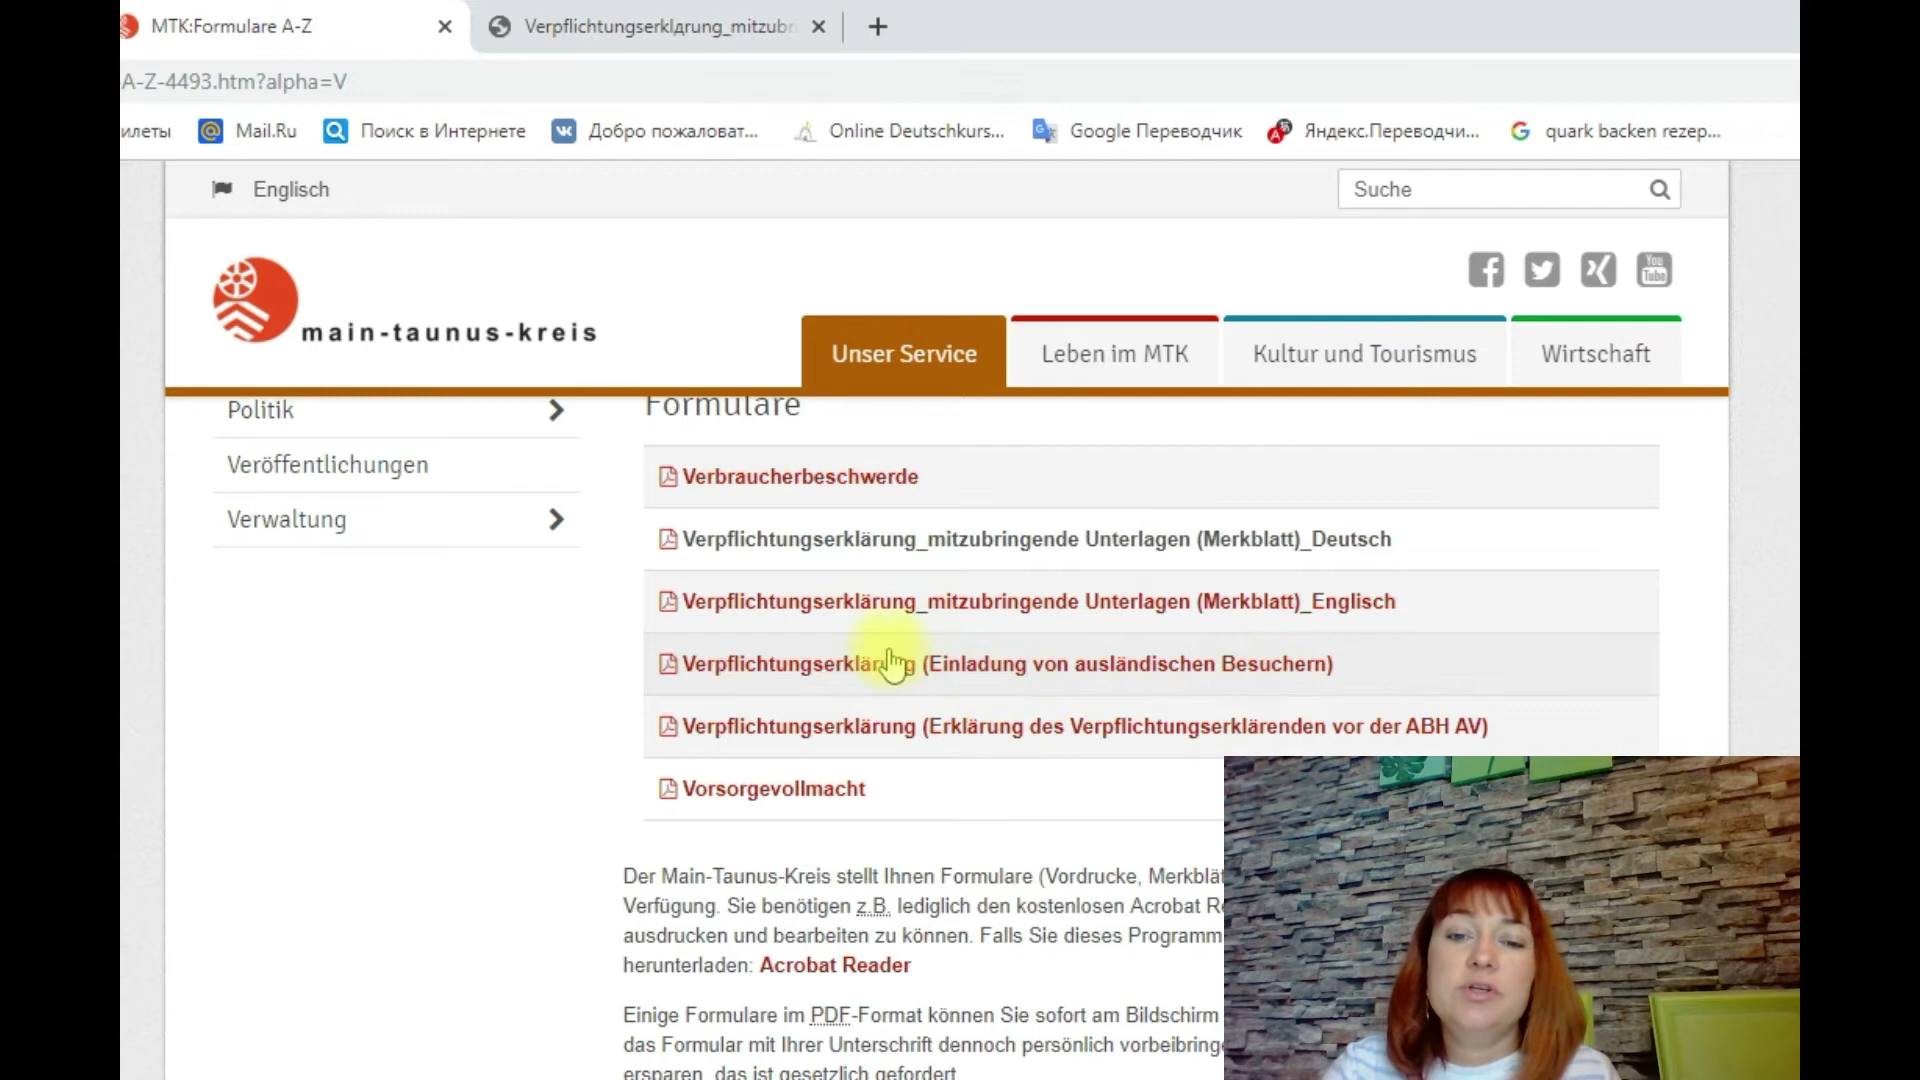 MTK:Formulare A-Z
Verpflichtungserklдrung_mitzubr
A-Z-4493.htm?alpha=V
илеты
Mail.Ru
Поиск в Интернете
Добро пожаловат...
Online Deutschkurs...
Google Переводчик
Яндекс.Переводчи...
quark backen rezep...
Englisch
Suche
You
Tube
main-taunus-kreis
Unser Service
Leben im MTK
Kultur und Tourismus
Wirtschaft
Politik
Veröffentlichungen
Verwaltung
Formulare
Verbraucherbeschwerde
Verpflichtungserklärung_mitzubringende Unterlagen (Merkblatt)_Deutsch
Verpflichtungserklärung_mitzubringende Unterlagen (Merkblatt)_Englisch
Verpflichtungserklärung (Einladung von ausländischen Besuchern)
Verpflichtungserklärung (Erklärung des Verpflichtungserklärenden vor der ABH AV)
Vorsorgevollmacht
Der Main-Taunus-Kreis stellt Ihnen Formulare (Vordrucke, Merkblät
Verfügung. Sie benötigen z.B. lediglich den kostenlosen Acrobat Re
ausdrucken und bearbeiten zu können. Falls Sie dieses Programm
herunterladen: Acrobat Reader
Einige Formulare im PDF-Format können Sie sofort am Bildschirm
das Formular mit Ihrer Unterschrift dennoch persönlich vorbeibringe
ersparen, das ist gesetzlich gefordert